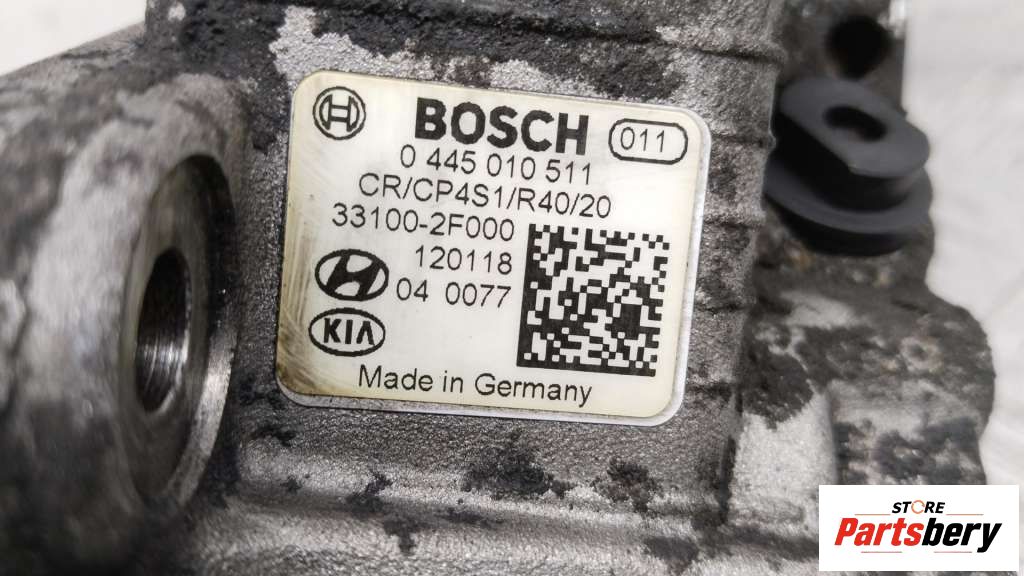 BOSCH 011
0 445 010 511
CR/CP4S1/R40/20
33100-2F000
120118
04 0077
KIA
Made in Germany
STORE
Partsbery